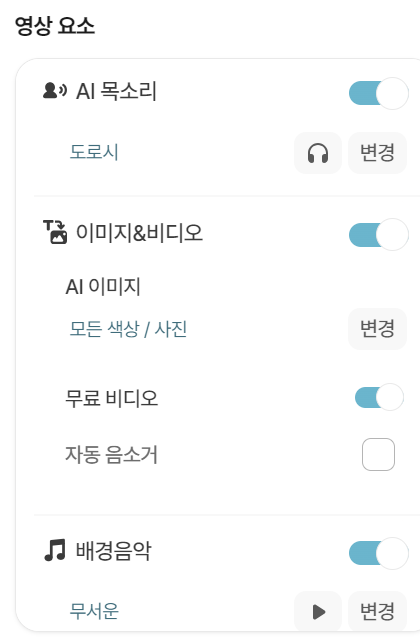 영상 요소
AI 목소리
도로시
변경
이미지&비디오
AI 이미지
모든 색상 / 사진
변경
무료 비디오
자동 음소거
배경음악
무서운
변경